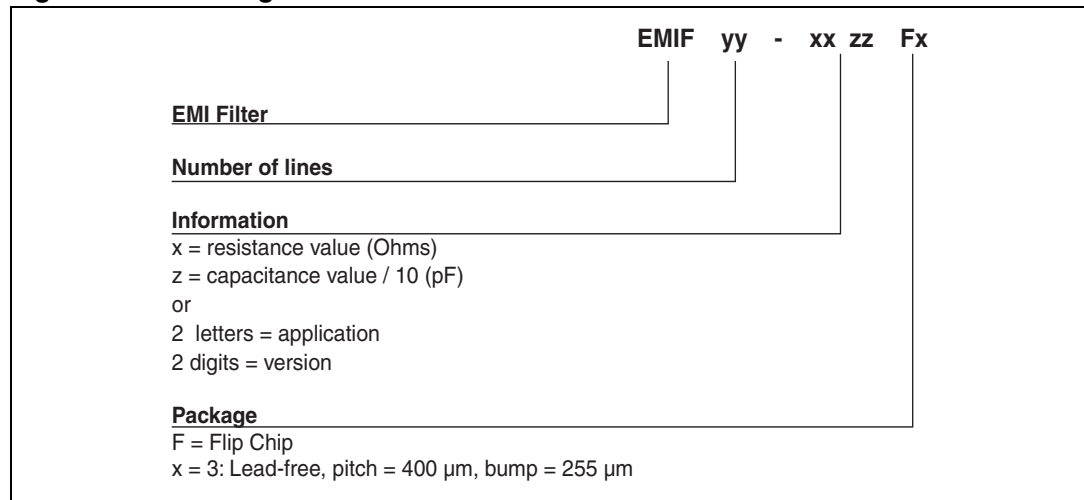 EMIF yy - xx zz Fx
EMI Filter
Number of lines
Information
x = resistance value (Ohms)
z = capacitance value / 10 (pF)
or
2 letters = application
2 digits = version
Package
F = Flip Chip
x = 3: Lead-free, pitch = 400 µm, bump = 255 µm